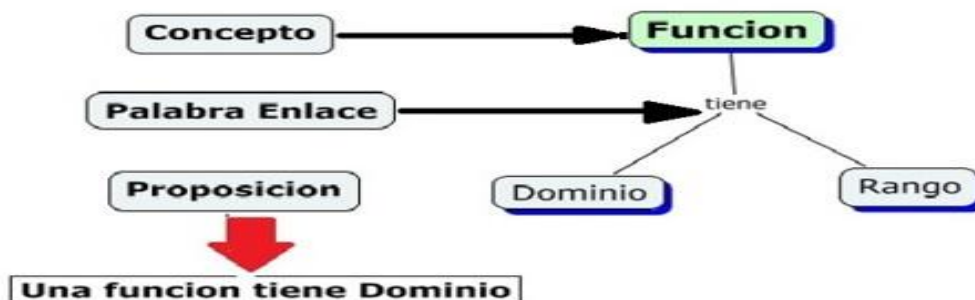 Concepto
Funcion
Palabra Enlace
tiene
Proposicion
Dominio
Rango
Una funcion tiene Dominio